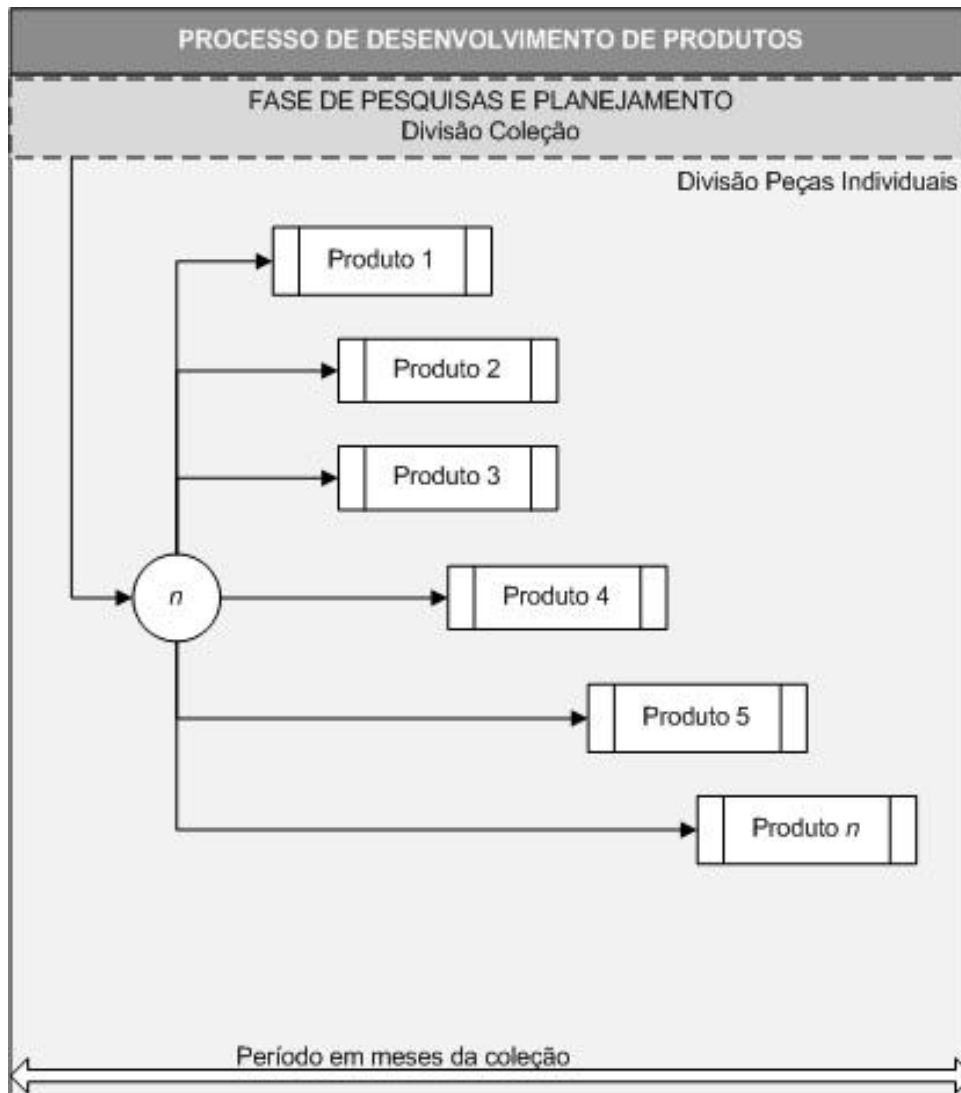 PROCESSO DE DESENVOLVIMENTO DE PRODUTOS
FASE DE PESQUISAS E PLANEJAMENTO
Divisão Coleção
Divisão Peças Individuais
Produto 1
Produto 2
Produto 3
n
Produto 4
Produto 5
Produto n
Período em meses da coleção